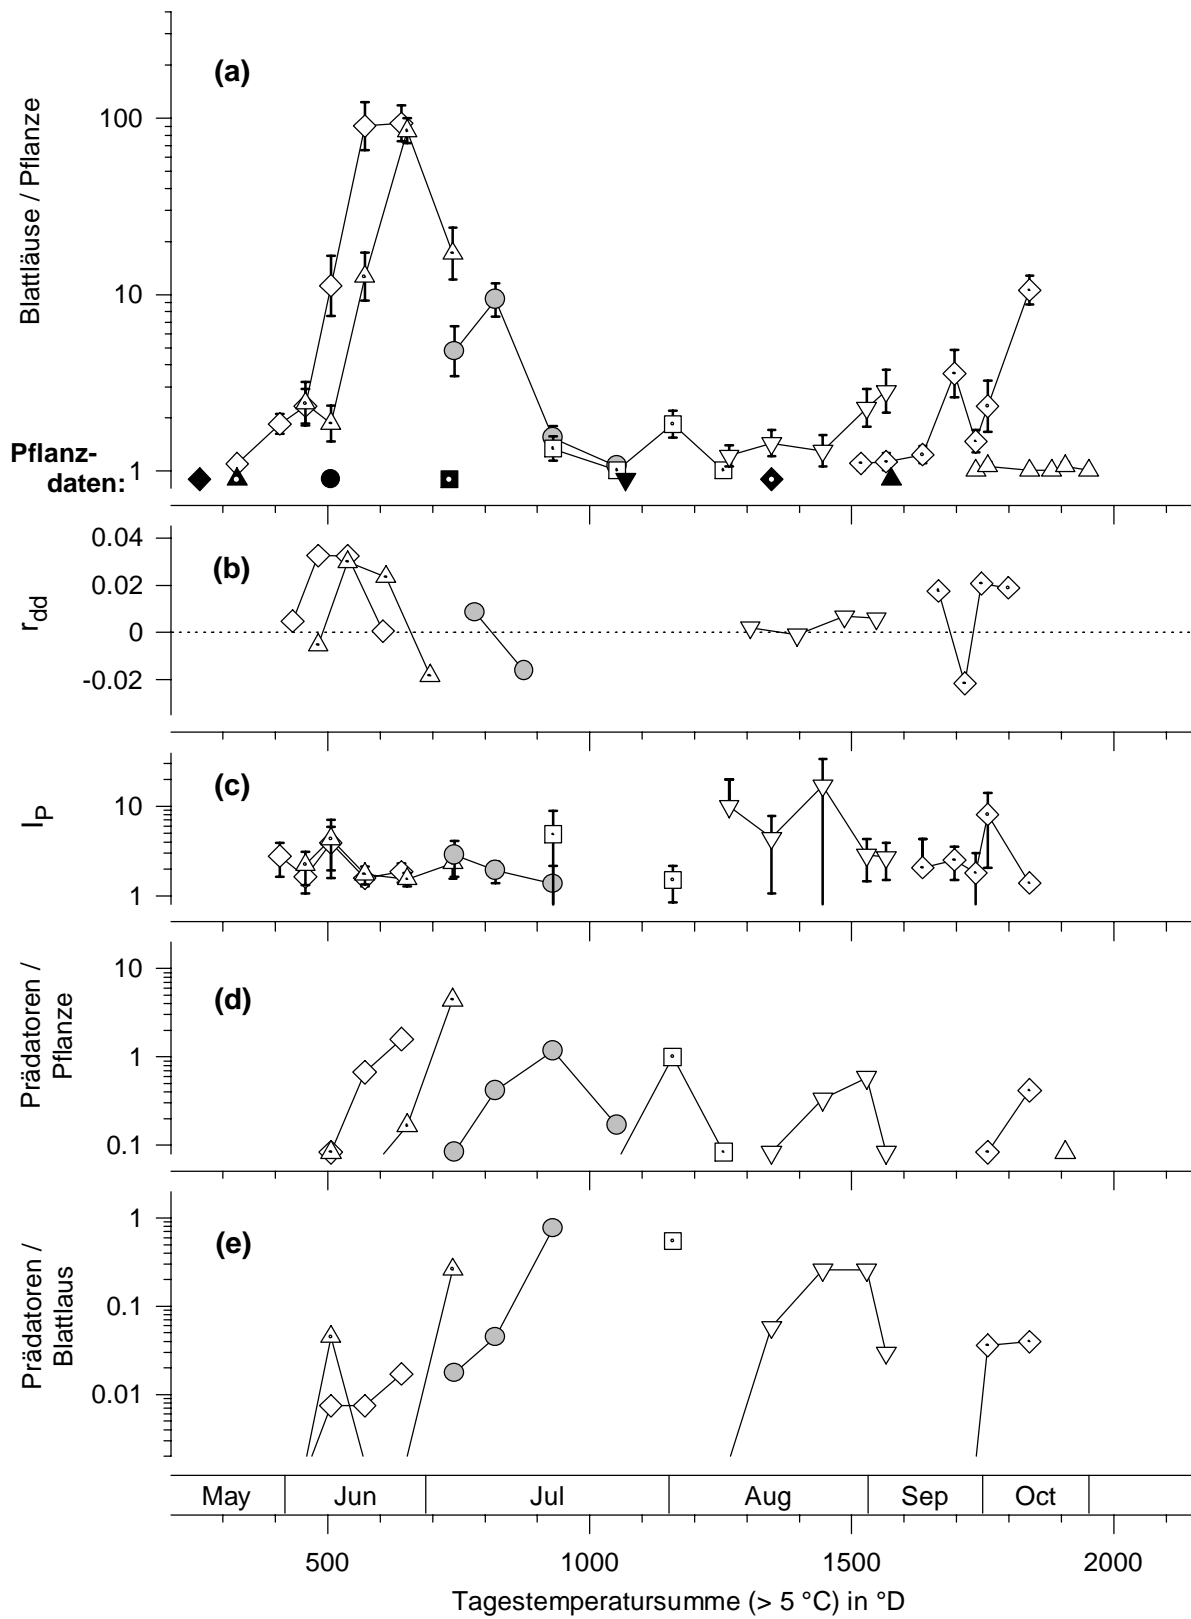 (a)
Blattläuse / Pflanze
100
10
1
Pflanz-
daten:
(b)
r_dd
0.04
0.02
0
-0.02
(c)
I_P
10
1
(d)
Prädatoren /
Pflanze
10
1
0.1
(e)
Prädatoren /
Blattlaus
1
0.1
0.01
May Jun Jul Aug Sep Oct
500 1000 1500 2000
Tagestemperatursumme (> 5 °C) in °D